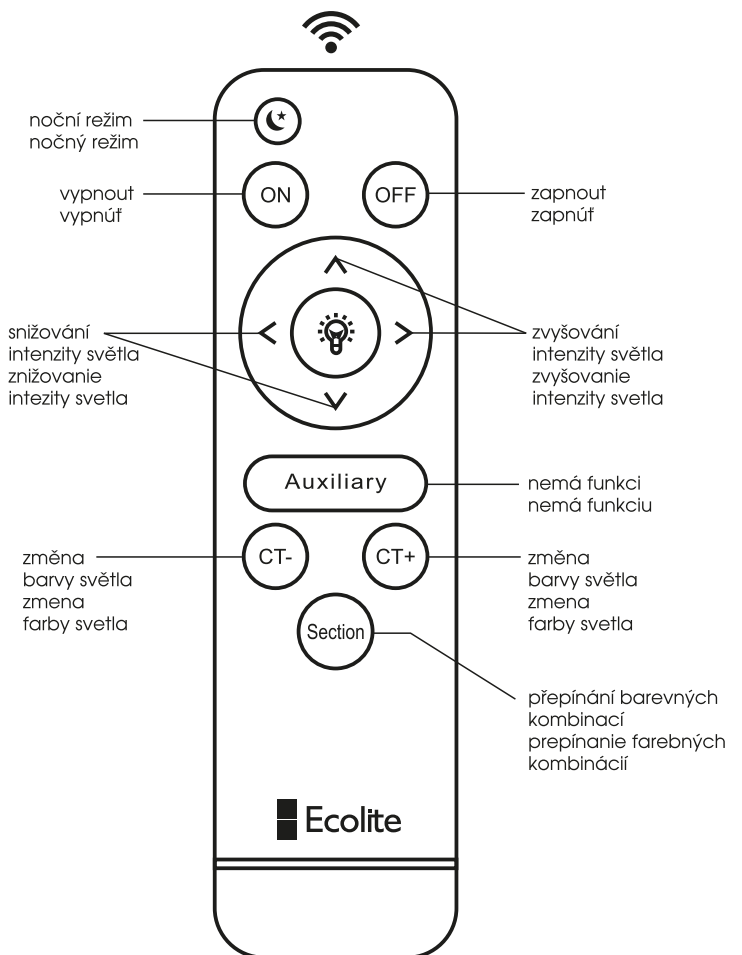 noční režim
nočný režim
vypnout
vypnúť
ON
OFF
zapnout
zapnúť
snižování
intenzity světla
znižovanie
intezity svetla
zvyšování
intenzity světla
zvyšovanie
intenzity svetla
Auxiliary
nemá funkci
nemá funkciu
změna
barvy světla
zmena
farby svetla
CT-
CT+
změna
barvy světla
zmena
farby svetla
Section
přepínání barevných
kombinací
prepínanie farebných
kombinácií
Ecolite